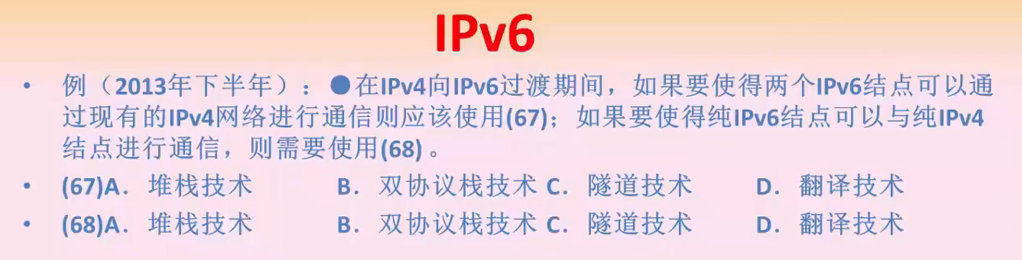 IPv6
• 例（2013年下半年）：●在IPv4向IPv6过渡期间，如果要使得两个IPv6结点可以通
过现有的IPv4网络进行通信则应该使用(67)；如果要使得纯IPv6结点可以与纯IPv4
结点进行通信，则需要使用(68)。
• (67)A．堆栈技术 B．双协议栈技术 C．隧道技术 D．翻译技术
• (68)A．堆栈技术 B．双协议栈技术 C．隧道技术 D．翻译技术